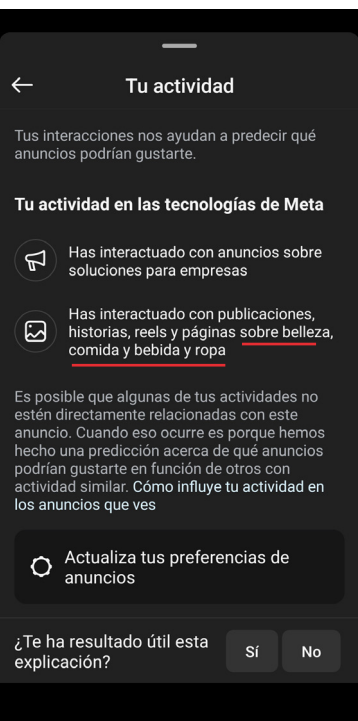 Tu actividad
Tus interacciones nos ayudan a predecir qué
anuncios podrían gustarte.
Tu actividad en las tecnologías de Meta
Has interactuado con anuncios sobre
soluciones para empresas
Has interactuado con publicaciones,
historias, reels y páginas sobre belleza,
comida y bebida y ropa
Es posible que algunas de tus actividades no
estén directamente relacionadas con este
anuncio. Cuando eso ocurre es porque hemos
hecho una predicción acerca de qué anuncios
podrían gustarte en función de otros con
actividad similar. Cómo influye tu actividad en
los anuncios que ves
Actualiza tus preferencias de
anuncios
¿Te ha resultado útil esta
explicación?
Sí
No